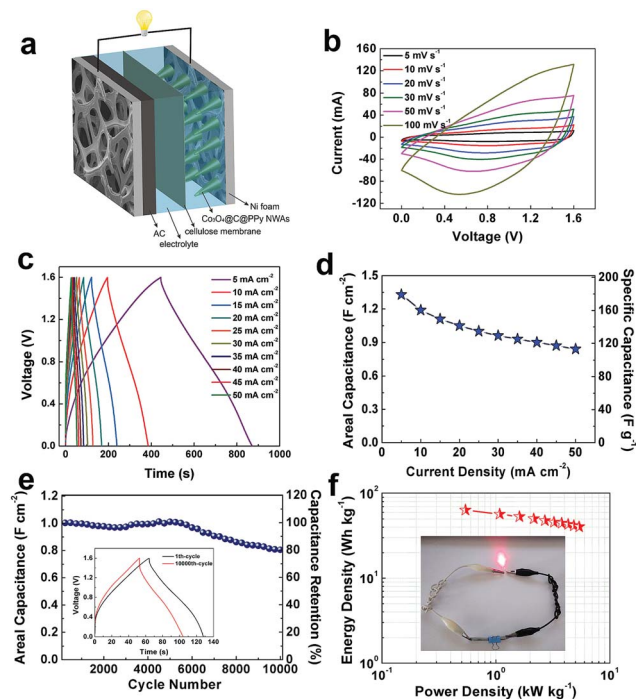 a
Ni foam
Co₃O₄@C@PPy NWAs
cellulose membrane
electrolyte
AC
b
160
120
80
40
0
-40
-80
-120
Current (mA)
5 mV s⁻¹
10 mV s⁻¹
20 mV s⁻¹
30 mV s⁻¹
50 mV s⁻¹
100 mV s⁻¹
0.0 0.4 0.8 1.2 1.6
Voltage (V)
c
2.0
1.6
1.2
0.8
0.4
0.0
Voltage (V)
5 mA cm⁻²
10 mA cm⁻²
15 mA cm⁻²
20 mA cm⁻²
25 mA cm⁻²
30 mA cm⁻²
35 mA cm⁻²
40 mA cm⁻²
45 mA cm⁻²
50 mA cm⁻²
0 200 400 600 800 1000
Time (s)
d
1.5
1.2
0.9
0.6
0.3
0.0
Areal Capacitance (F cm⁻²)
200
160
120
80
40
0
Specific Capacitance (F g⁻¹)
0 10 20 30 40 50
Current Density (mA cm⁻²)
e
1.2
1.0
0.8
0.6
0.4
0.2
0.0
Areal Capacitance (F cm⁻²)
120
100
80
60
40
20
0
Capacitance Retention (%)
2.0
1.6
1.2
0.8
0.4
0.0
Voltage (V)
1th-cycle
10000th-cycle
0 20 40 60 80 100 120 140
Time (s)
2000 4000 6000 8000 10000
Cycle Number
f
10²
10¹
10⁰
Energy Density (Wh kg⁻¹)
10⁻¹ 10⁰ 10¹
Power Density (kW kg⁻¹)